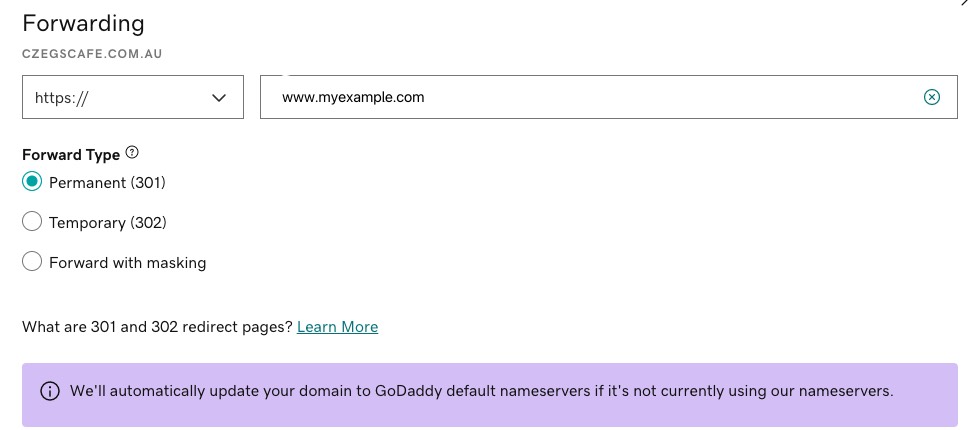 Forwarding
CZEGSCAFE.COM.AU
https:// www.myexample.com
Forward Type
Permanent (301)
Temporary (302)
Forward with masking
What are 301 and 302 redirect pages? Learn More
We'll automatically update your domain to GoDaddy default nameservers if it's not currently using our nameservers.